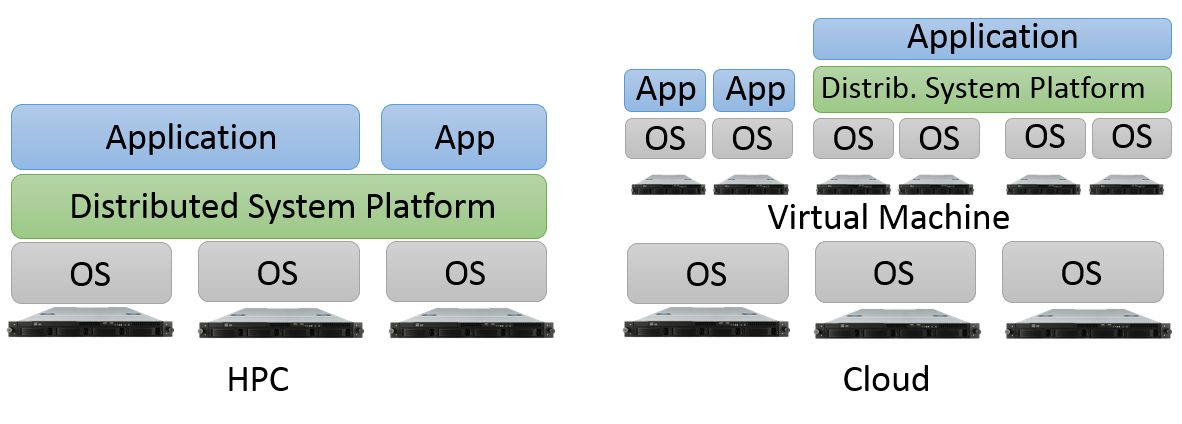 Application
App
Distributed System Platform
OS
OS
OS
HPC
Application
App
App
Distrib. System Platform
OS
OS
OS
OS
OS
OS
Virtual Machine
OS
OS
OS
Cloud